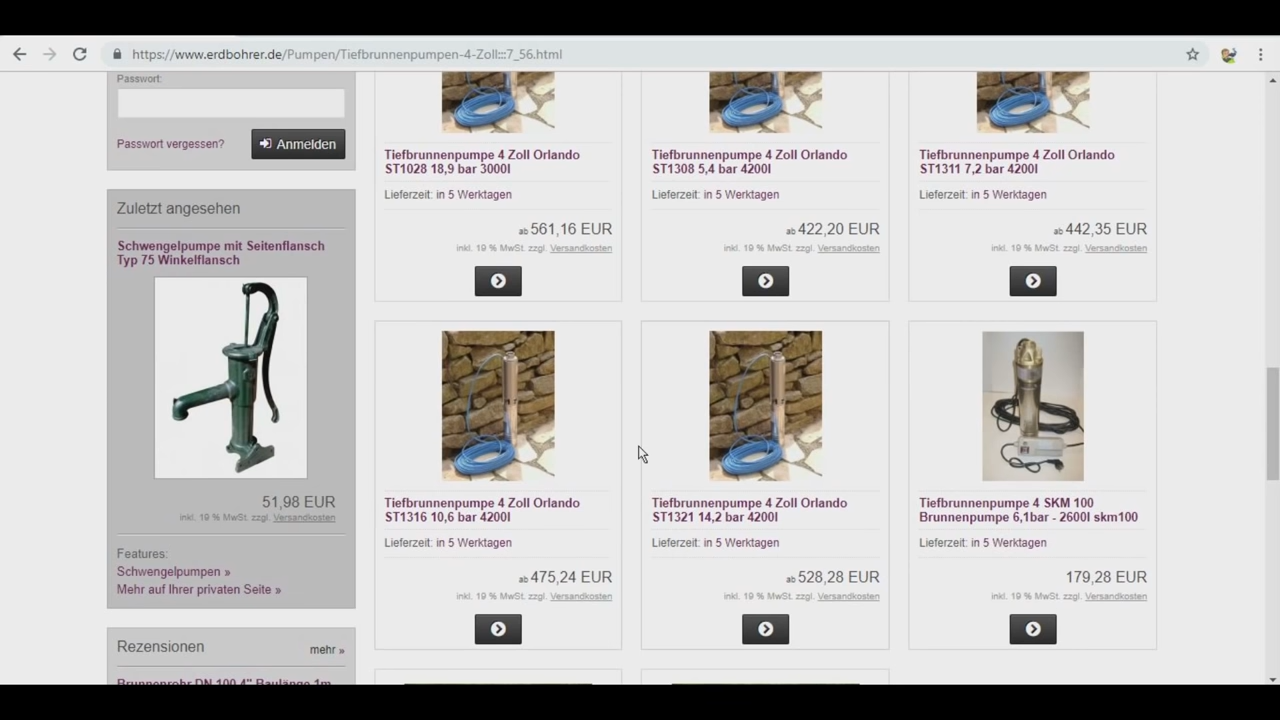 https://www.erdbohrer.de/Pumpen/Tiefbrunnenpumpen-4-Zoll:::7_56.html
Passwort:
Passwort vergessen?
Anmelden
Zuletzt angesehen
Schwengelpumpe mit Seitenflansch
Typ 75 Winkelflansch
51,98 EUR
inkl. 19 % MwSt. zzgl. Versandkosten
Features:
Schwengelpumpen »
Mehr auf Ihrer privaten Seite »
Rezensionen
mehr »
Brunnenrohr DN 100 4" Baulänge 1m
Tiefbrunnenpumpe 4 Zoll Orlando
ST1028 18,9 bar 3000l
Lieferzeit: in 5 Werktagen
ab 561,16 EUR
inkl. 19 % MwSt. zzgl. Versandkosten
Tiefbrunnenpumpe 4 Zoll Orlando
ST1308 5,4 bar 4200l
Lieferzeit: in 5 Werktagen
ab 422,20 EUR
inkl. 19 % MwSt. zzgl. Versandkosten
Tiefbrunnenpumpe 4 Zoll Orlando
ST1311 7,2 bar 4200l
Lieferzeit: in 5 Werktagen
ab 442,35 EUR
inkl. 19 % MwSt. zzgl. Versandkosten
Tiefbrunnenpumpe 4 Zoll Orlando
ST1316 10,6 bar 4200l
Lieferzeit: in 5 Werktagen
ab 475,24 EUR
inkl. 19 % MwSt. zzgl. Versandkosten
Tiefbrunnenpumpe 4 Zoll Orlando
ST1321 14,2 bar 4200l
Lieferzeit: in 5 Werktagen
ab 528,28 EUR
inkl. 19 % MwSt. zzgl. Versandkosten
Tiefbrunnenpumpe 4 SKM 100
Brunnenpumpe 6,1bar - 2600l skm100
Lieferzeit: in 5 Werktagen
179,28 EUR
inkl. 19 % MwSt. zzgl. Versandkosten